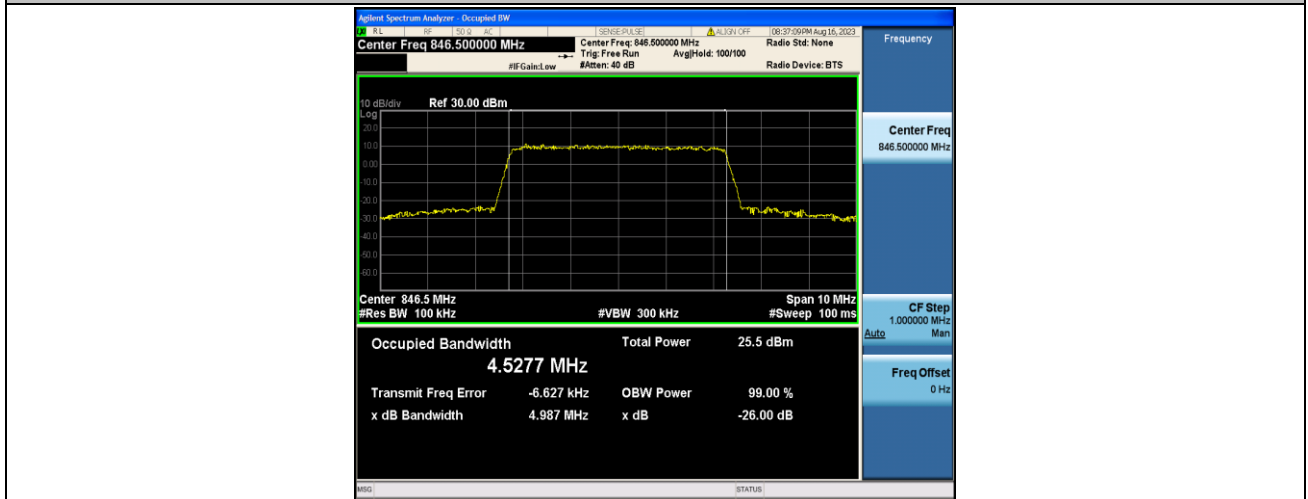 Agilent Spectrum Analyzer - Occupied BW
RL RF 50 Ω AC SENSE:PULSE ALIGN OFF 08:37:09PM Aug 16, 2023
Center Freq 846.500000 MHz
Center Freq: 846.500000 MHz Radio Std: None
Trig: Free Run Avg|Hold: 100/100
#IFGain:Low #Atten: 40 dB Radio Device: BTS
10 dB/div Ref 30.00 dBm
Log
20.0
10.0
0.00
-10.0
-20.0
-30.0
-40.0
-50.0
-60.0
Center 846.5 MHz Span 10 MHz
#Res BW 100 kHz #VBW 300 kHz #Sweep 100 ms
Occupied Bandwidth Total Power 25.5 dBm
4.5277 MHz
Transmit Freq Error -6.627 kHz OBW Power 99.00 %
x dB Bandwidth 4.987 MHz x dB -26.00 dB
MSG STATUS
Frequency
Center Freq
846.500000 MHz
CF Step
1.000000 MHz
Auto Man
Freq Offset
0 Hz